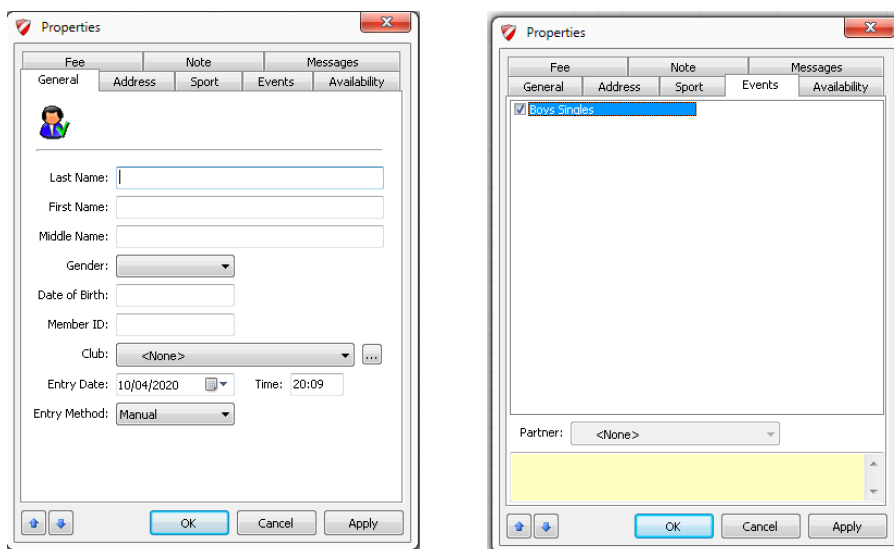 Properties
Fee Note Messages
General Address Sport Events Availability
Last Name:
First Name:
Middle Name:
Gender:
Date of Birth:
Member ID:
Club: <None> ...
Entry Date: 10/04/2020 Time: 20:09
Entry Method: Manual
OK Cancel Apply
Properties
Fee Note Messages
General Address Sport Events Availability
Boys Singles
Partner: <None>
OK Cancel Apply